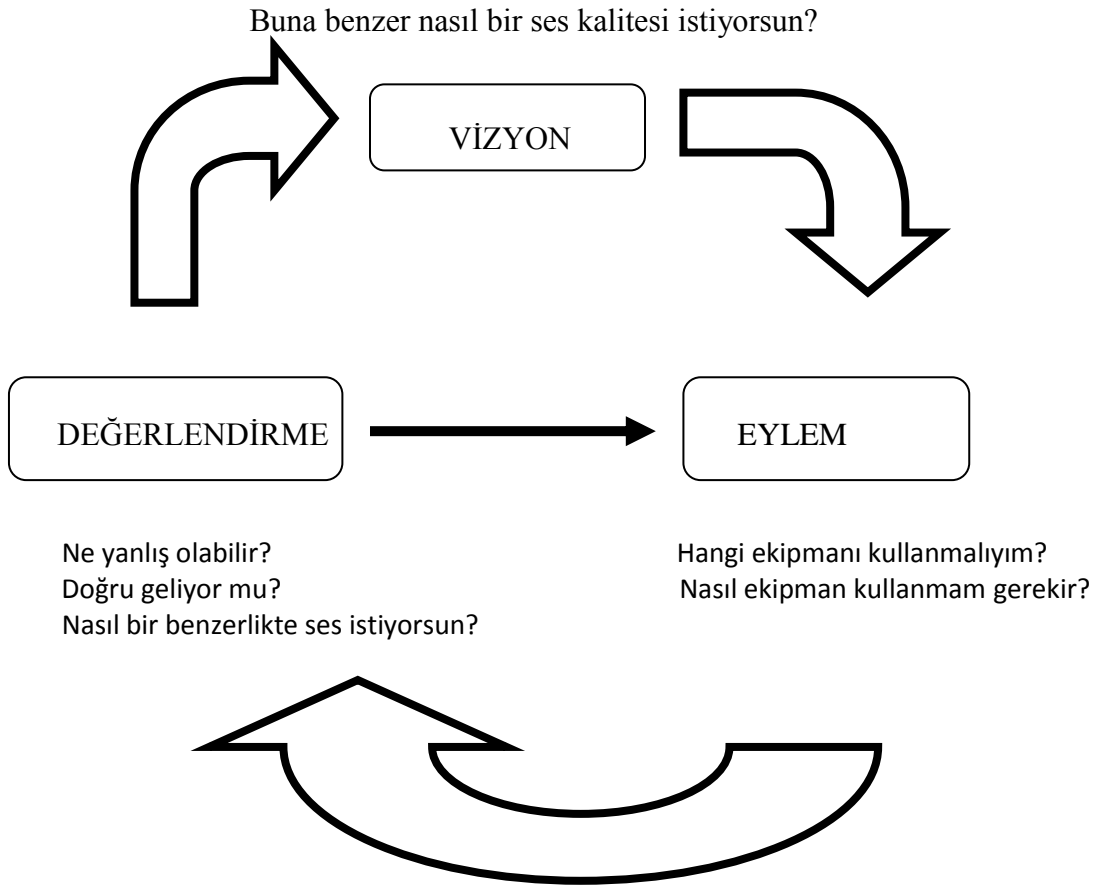 Buna benzer nasıl bir ses kalitesi istiyorsun?
VİZYON
DEĞERLENDİRME
EYLEM
Ne yanlış olabilir?
Doğru geliyor mu?
Nasıl bir benzerlikte ses istiyorsun?
Hangi ekipmanı kullanmalıyım?
Nasıl ekipman kullanmam gerekir?